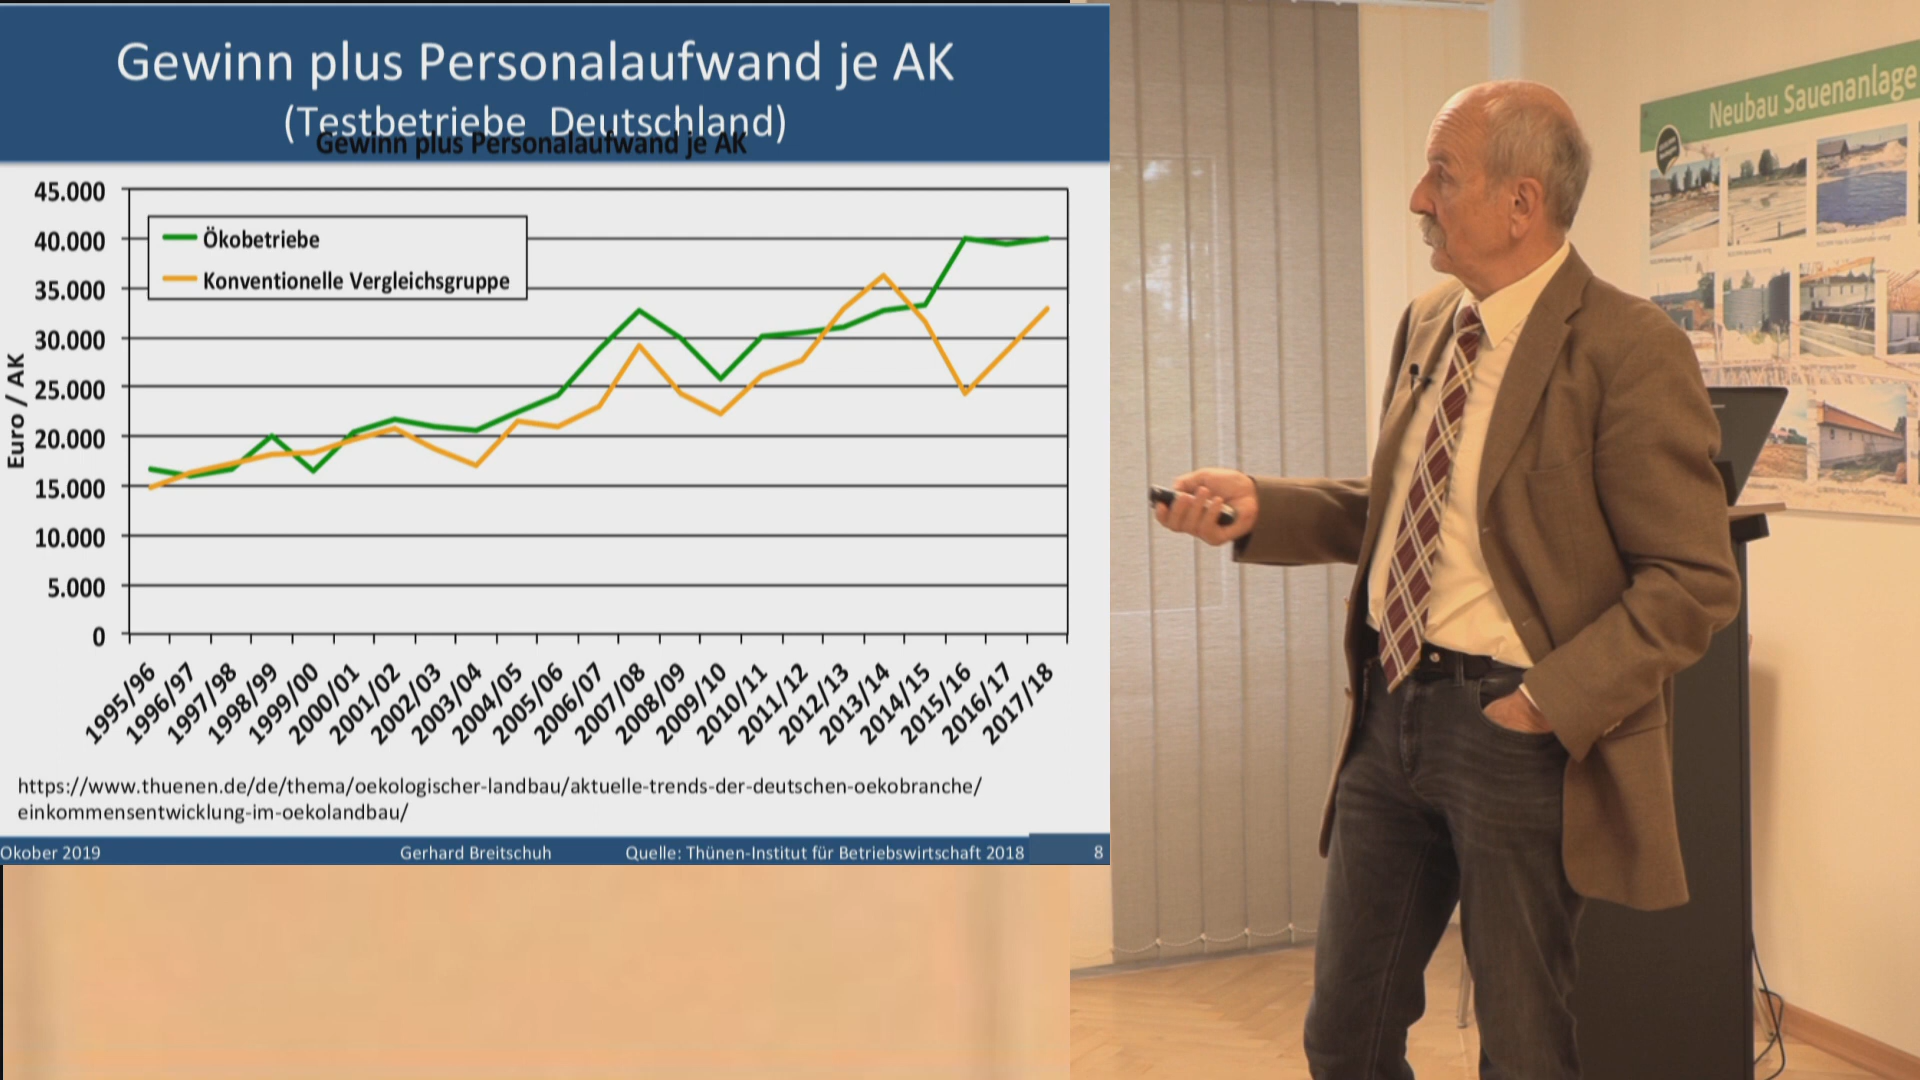 Gewinn plus Personalaufwand je AK
(Testbetriebe Deutschland)
Gewinn plus Personalaufwand je AK
45.000
40.000
35.000
30.000
25.000
20.000
15.000
10.000
5.000
0
Euro / AK
Ökobetriebe
Konventionelle Vergleichsgruppe
1995/96
1996/97
1997/98
1998/99
1999/00
2000/01
2001/02
2002/03
2003/04
2004/05
2005/06
2006/07
2007/08
2008/09
2009/10
2010/11
2011/12
2012/13
2013/14
2014/15
2015/16
2016/17
2017/18
https://www.thuenen.de/de/thema/oekologischer-landbau/aktuelle-trends-der-deutschen-oekobranche/
einkommensentwicklung-im-oekolandbau/
Okober 2019
Gerhard Breitschuh
Quelle: Thünen-Institut für Betriebswirtschaft 2018
8
Neubau Sauenanlage